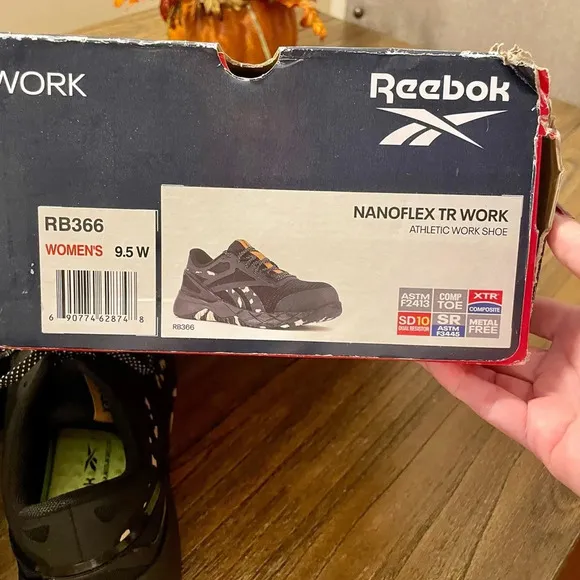 WORK
Reebok
RB366
WOMEN'S 9.5 W
6 90774 62874 8
NANOFLEX TR WORK
ATHLETIC WORK SHOE
RB366
ASTM F2413
COMP TOE
XTR COMPOSITE
SD10 DUAL RESISTOR
SR ASTM F3445
METAL FREE